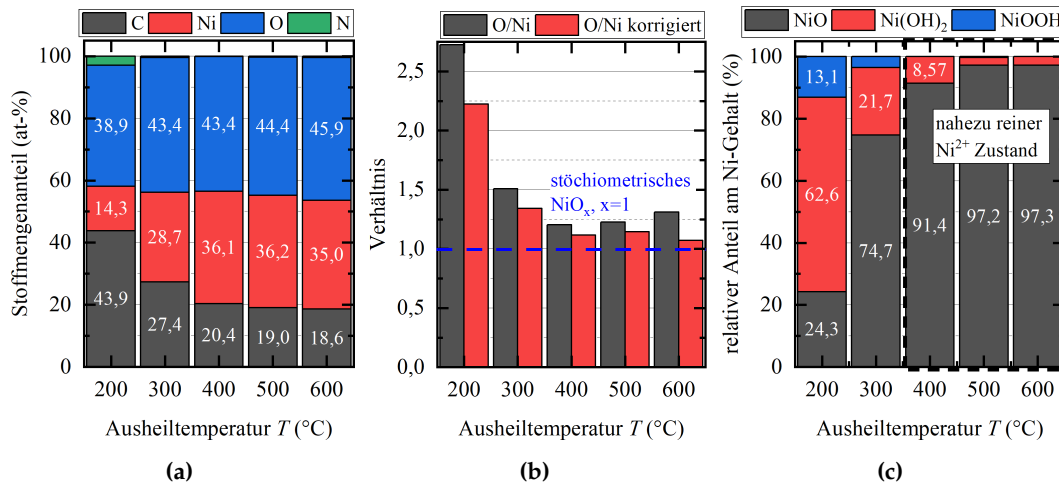 C Ni O N
Stoffmengenanteil (at-%)
100
80
60
40
20
0
38,9 43,4 43,4 44,4 45,9
14,3 28,7 36,1 36,2 35,0
43,9 27,4 20,4 19,0 18,6
200 300 400 500 600
Ausheiltemperatur T (°C)
(a)
O/Ni O/Ni korrigiert
Verhältnis
2,5
2,0
1,5
1,0
0,5
0,0
stöchiometrisches
NiOₓ, x=1
200 300 400 500 600
Ausheiltemperatur T (°C)
(b)
NiO Ni(OH)₂ NiOOH
relativer Anteil am Ni-Gehalt (%)
100
80
60
40
20
0
13,1 21,7 8,57
nahezu reiner
Ni²⁺ Zustand
62,6
74,7 91,4 97,2 97,3
24,3
200 300 400 500 600
Ausheiltemperatur T (°C)
(c)